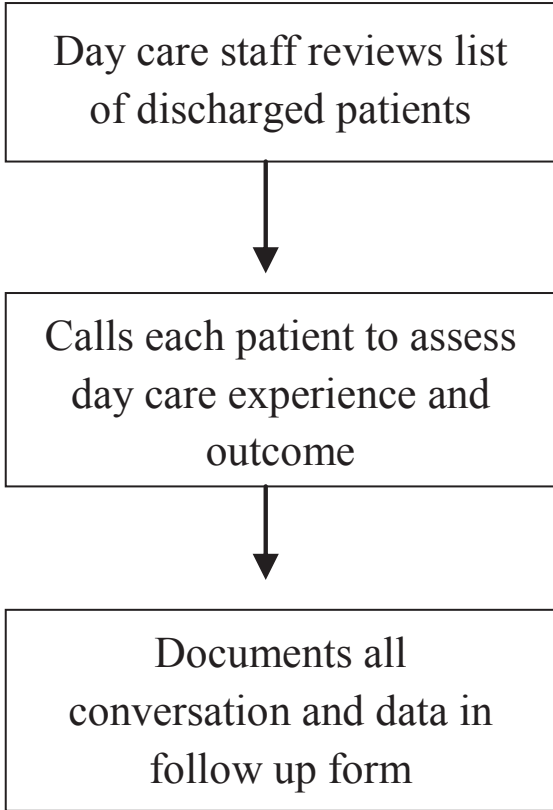 Day care staff reviews list
of discharged patients
Calls each patient to assess
day care experience and
outcome
Documents all
conversation and data in
follow up form